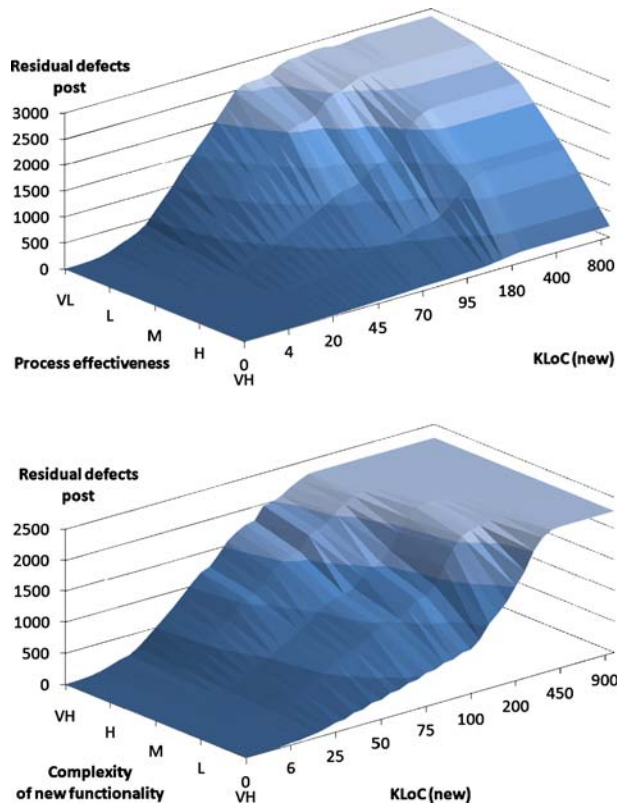 Residual defects
post
3000
2500
2000
1500
1000
500
0
VL
L
M
H
0
VH
4
20
45
70
95
180
400
800
Process effectiveness
KLoC (new)
Residual defects
post
2500
2000
1500
1000
500
0
VH
H
M
L
0
VH
6
25
50
75
100
200
450
900
Complexity
of new functionality
KLoC (new)